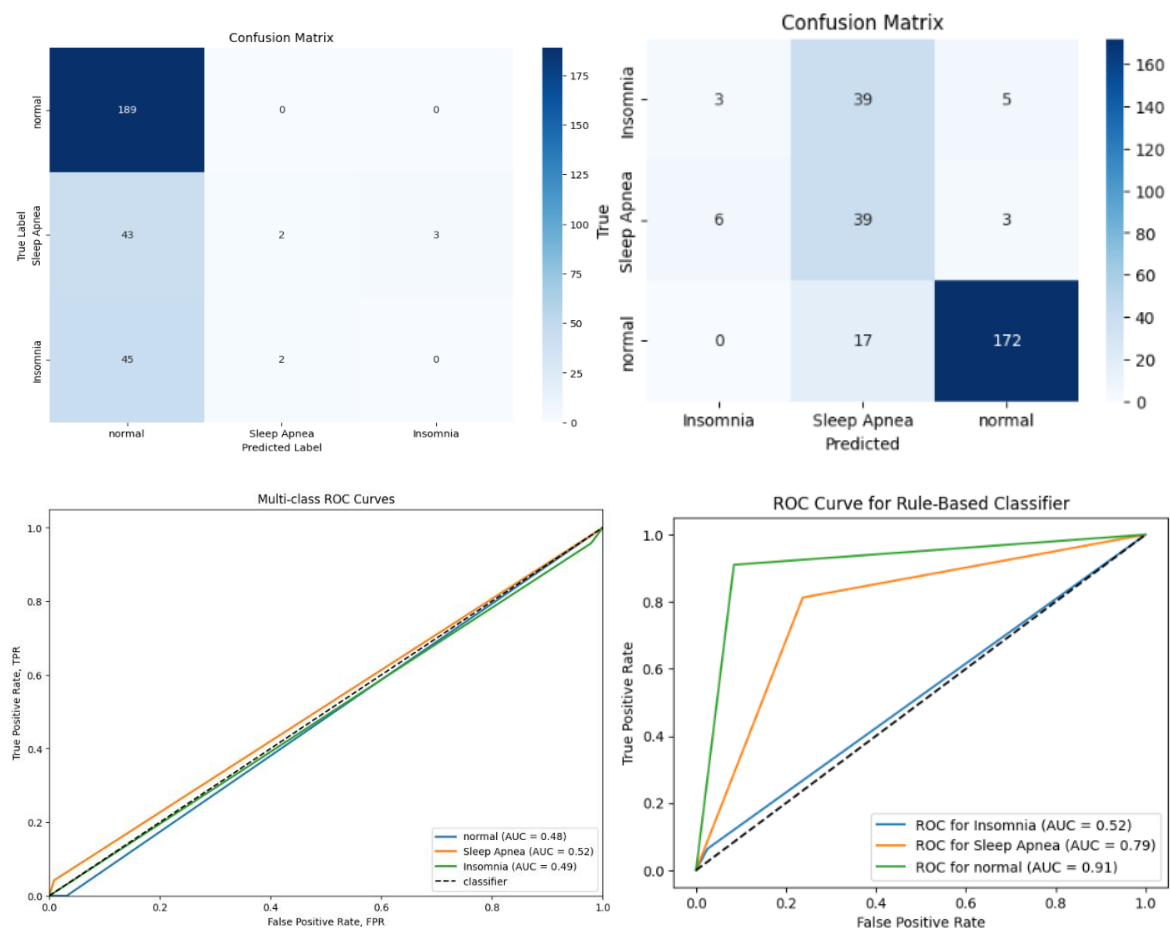 Confusion Matrix
normal
189
0
0
True Label
Sleep Apnea
43
2
3
Insomnia
45
2
0
normal
Sleep Apnea
Insomnia
Predicted Label
175
150
125
100
75
50
25
0
Confusion Matrix
Insomnia
3
39
5
True
Sleep Apnea
6
39
3
normal
0
17
172
Insomnia
Sleep Apnea
normal
Predicted
160
140
120
100
80
60
40
20
0
Multi-class ROC Curves
True Positive Rate, TPR
1.0
0.8
0.6
0.4
0.2
0.0
normal (AUC = 0.48)
Sleep Apnea (AUC = 0.52)
Insomnia (AUC = 0.49)
classifier
0.0
0.2
0.4
0.6
0.8
1.0
False Positive Rate, FPR
ROC Curve for Rule-Based Classifier
True Positive Rate
1.0
0.8
0.6
0.4
0.2
0.0
ROC for Insomnia (AUC = 0.52)
ROC for Sleep Apnea (AUC = 0.79)
ROC for normal (AUC = 0.91)
0.0
0.2
0.4
0.6
0.8
1.0
False Positive Rate